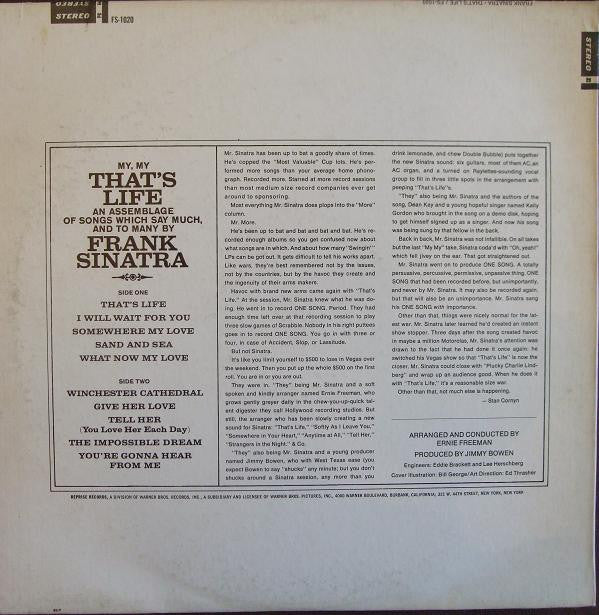 STEREO
FS-1020
FRANK SINATRA · THAT'S LIFE / FS-1020
STEREO
MY, MY
THAT'S
LIFE
AN ASSEMBLAGE
OF SONGS WHICH SAY MUCH,
AND TO MANY BY
FRANK
SINATRA
SIDE ONE
THAT'S LIFE
I WILL WAIT FOR YOU
SOMEWHERE MY LOVE
SAND AND SEA
WHAT NOW MY LOVE
SIDE TWO
WINCHESTER CATHEDRAL
GIVE HER LOVE
TELL HER
(You Love Her Each Day)
THE IMPOSSIBLE DREAM
YOU'RE GONNA HEAR
FROM ME
Mr. Sinatra has been up to bat a goodly share of times.
He's copped the "Most Valuable" Cup lots. He's per-
formed more songs than your average home phono-
graph. Recorded more. Starred at more record sessions
than most medium size record companies ever get
around to sponsoring.
Most everything Mr. Sinatra does plops into the "More"
column.
Mr. More.
He's been up to bat and bat and bat and bat. He's re-
corded enough albums so you get confused now about
what songs are in which. And about how many "Swingin'"
LPs can be got out. It gets difficult to tell his works apart.
Like wars, they're best remembered not by the issues,
not by the countries, but by the havoc they create and
the ingenuity of their arms makers.
Havoc with brand new arms came again with "That's
Life." At the session, Mr. Sinatra knew what he was do-
ing. He went in to record ONE SONG. Period. They had
enough time left over at that recording session to play
three slow games of Scrabble. Nobody in his right puttees
goes in to record ONE SONG. You go in with three or
four, in case of Accident, Slop, or Lassitude.
But not Sinatra.
It's like you limit yourself to $500 to lose in Vegas over
the weekend. Then you put up the whole $500 on the first
roll. You are in or you are out.
They were in. "They" being Mr. Sinatra and a soft
spoken and kindly arranger named Ernie Freeman, who
grows gently greyer daily in the chew-you-up-quick tal-
ent digester they call Hollywood recording studios. But
still, the arranger who has been slowly creating a new
sound for Sinatra: "That's Life," "Softly As I Leave You,"
"Somewhere in Your Heart," "Anytime at All," "Tell Her,"
"Strangers in the Night." & Co.
"They" also being Mr. Sinatra and a young producer
named Jimmy Bowen, who with West Texas ease (you
expect Bowen to say "shucks" any minute; but you don't
shucks around a Sinatra session, any more than you
drink lemonade, and chew Double Bubble) puts together
the new Sinatra sound: six guitars, most of them AC, an
AC organ, and a turned on Raylettes-sounding vocal
group to fill in three little spots in the arrangement with
peeping "That's Life"s.
"They" also being Mr. Sinatra and the authors of the
song, Dean Kay and a young hopeful singer named Kelly
Gordon who brought in the song on a demo disk, hoping
to get himself signed up as a singer. And now his song
was being sung by that fellow in the back.
Back in back, Mr. Sinatra was not infallible. On all takes
but the last "My My" take, Sinatra coda'd with "Oh, yeah!"
which fell jivey on the ear. That got straightened out.
Mr. Sinatra went on to produce ONE SONG. A totally
persuasive, percussive, permissive, unpassive thing. ONE
SONG that had been recorded before, but unimportantly,
and never by Mr. Sinatra. It may also be recorded again,
but that will also be an unimportance. Mr. Sinatra sang
his ONE SONG with importance.
Other than that, things were nicely normal for the lat-
est war. Mr. Sinatra later learned he'd created an instant
show stopper. Three days after the song created havoc
in maybe a million Motorolas, Mr. Sinatra's attention was
drawn to the fact that he had done it once again: he
switched his Vegas show so that "That's Life" is now the
closer. Mr. Sinatra could close with "Plucky Charlie Lind-
berg" and wrap up an audience good. When he does it
with "That's Life," it's a reasonable size war.
Other than that, not much else is happening.
— Stan Cornyn
ARRANGED AND CONDUCTED BY
ERNIE FREEMAN
PRODUCED BY JIMMY BOWEN
Engineers: Eddie Brackett and Lee Herschberg
Cover Illustration: Bill George/Art Direction: Ed Thrasher
REPRISE RECORDS, A DIVISION OF WARNER BROS. RECORDS, INC., A SUBSIDIARY AND LICENSEE OF WARNER BROS. PICTURES, INC., 4000 WARNER BOULEVARD, BURBANK, CALIFORNIA; 321 W. 44TH STREET, NEW YORK, NEW YORK